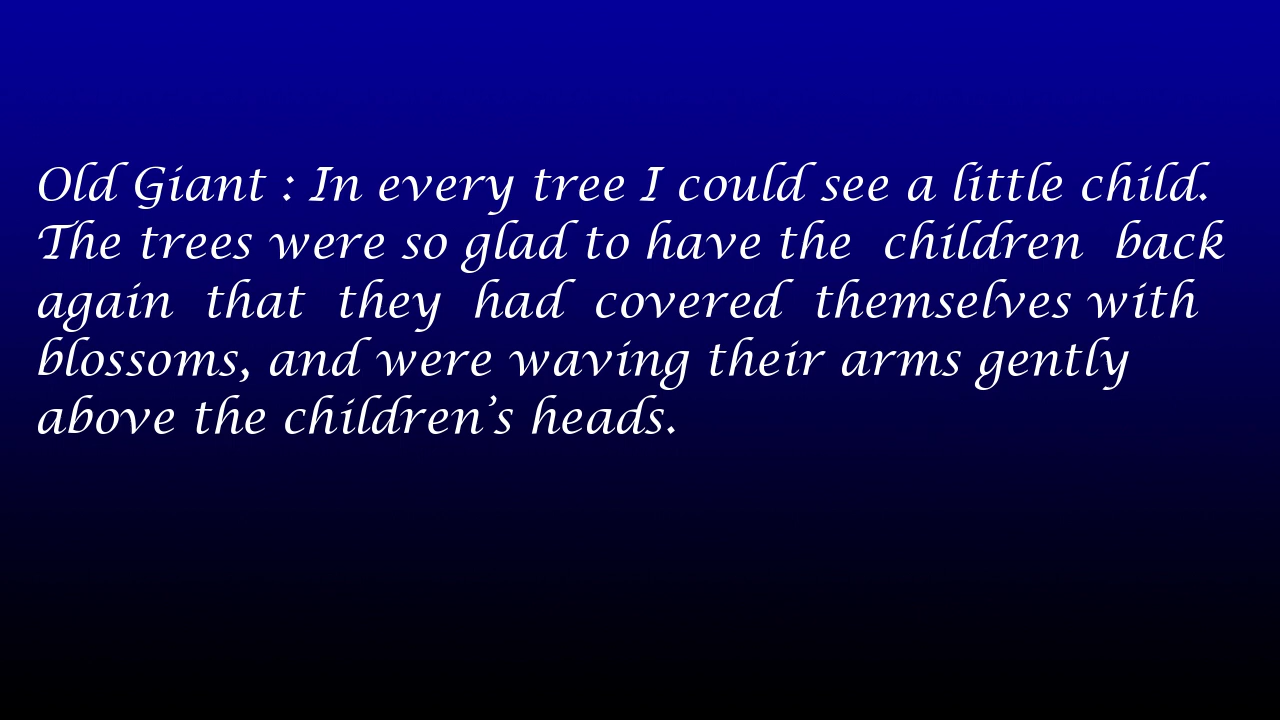 Old Giant : In every tree I could see a little child.
The trees were so glad to have the  children  back
again  that  they  had  covered  themselves with
blossoms, and were waving their arms gently
above the children’s heads.